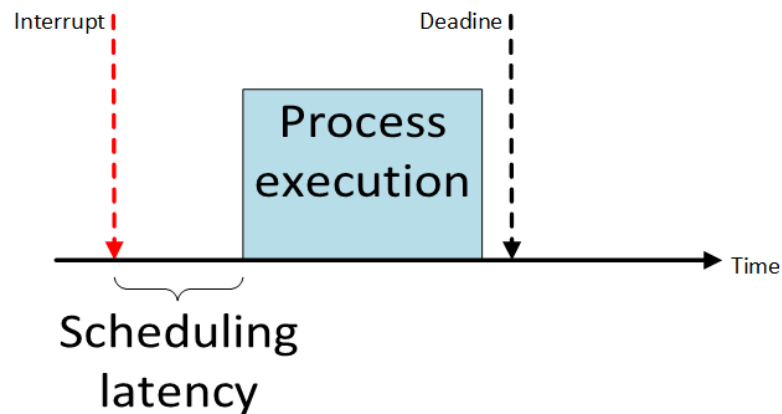 Interrupt
Deadine
Process
execution
Time
Scheduling
latency